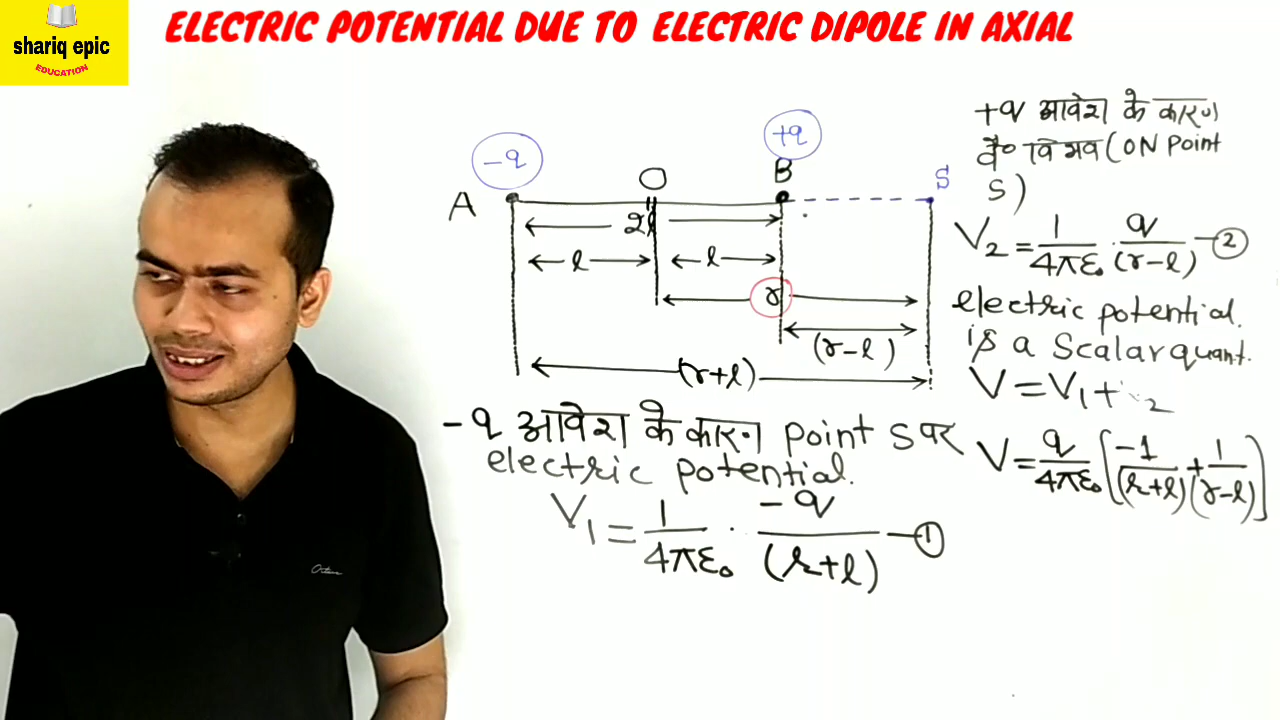 shariq epic
EDUCATION
ELECTRIC POTENTIAL DUE TO ELECTRIC DIPOLE IN AXIAL
-q
+q
A
O
B
S
2l
l
l
r
(r-l)
(r+l)
+q आवेश के कारण
वै० विभव (ON Point
S)
V₂ = 1/4πε₀ . q/(r-l) — ②
electric potential.
is a Scalar quant.
V = V₁ + 2
V = q/4πε₀ [-1/(r+l) + 1/(r-l)]
-q आवेश के कारण point S पर
electric potential.
V₁ = 1/4πε₀ . -q/(r+l) — ①